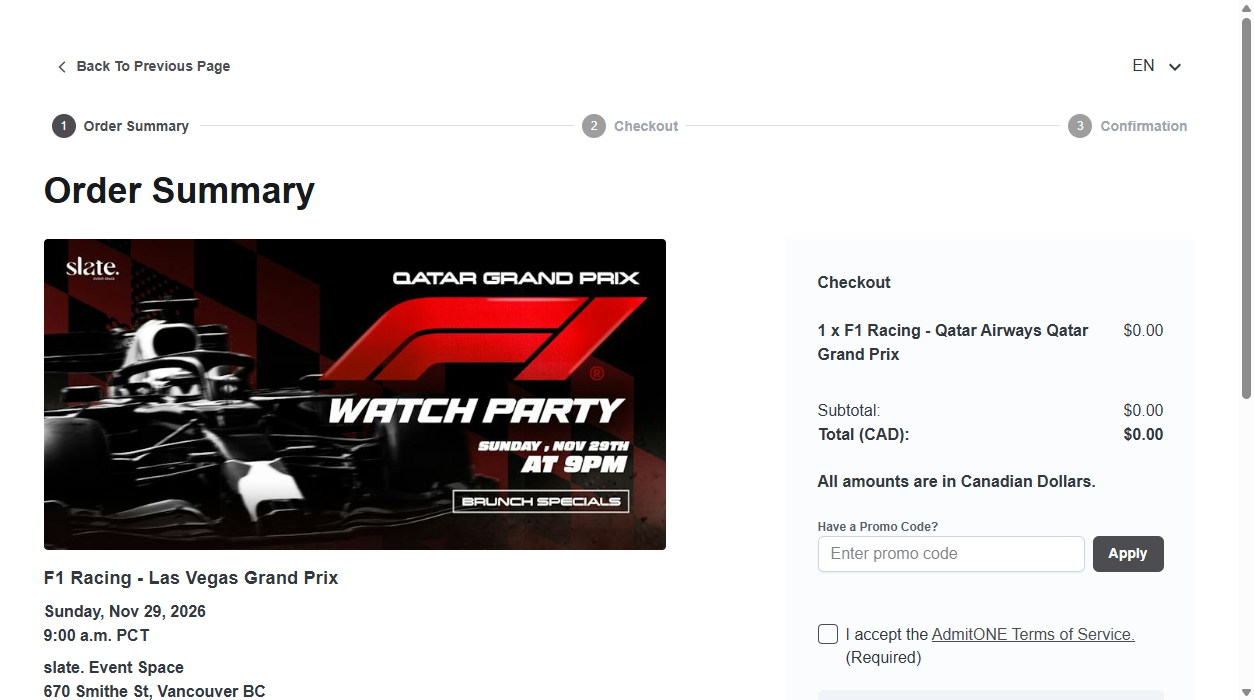 Back To Previous Page
EN
1 Order Summary
2 Checkout
3 Confirmation
Order Summary
slate.
EVENT SPACE
QATAR GRAND PRIX
F1®
WATCH PARTY
SUNDAY , NOV 29TH
AT 9PM
BRUNCH SPECIALS
F1 Racing - Las Vegas Grand Prix
Sunday, Nov 29, 2026
9:00 a.m. PCT
slate. Event Space
670 Smithe St, Vancouver BC
Checkout
1 x F1 Racing - Qatar Airways Qatar $0.00
Grand Prix
Subtotal: $0.00
Total (CAD): $0.00
All amounts are in Canadian Dollars.
Have a Promo Code?
Enter promo code
Apply
I accept the AdmitONE Terms of Service.
(Required)